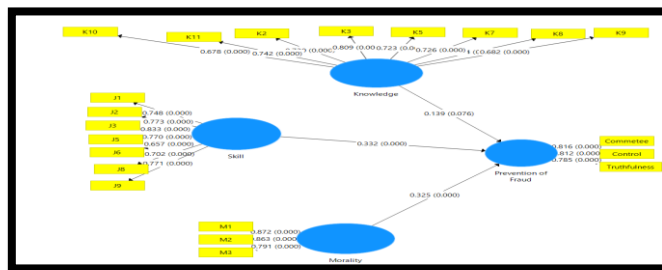 K10
K11
K2
K3
K5
K7
K8
K9
0.678 (0.000)
0.742 (0.000)
0.726 (0.000)
0.682 (0.000)
Knowledge
J1
J2
J3
J5
J6
J8
J9
0.748 (0.000)
0.773 (0.000)
0.833 (0.000)
0.770 (0.000)
0.657 (0.000)
0.702 (0.000)
0.771 (0.000)
Skill
0.139 (0.076)
0.332 (0.000)
0.325 (0.000)
Prevention of
Fraud
0.816 (0.000)
0.812 (0.000)
0.785 (0.000)
Commetee
Control
Truthfulness
M1
M2
M3
0.872 (0.000)
0.863 (0.000)
0.791 (0.000)
Morality